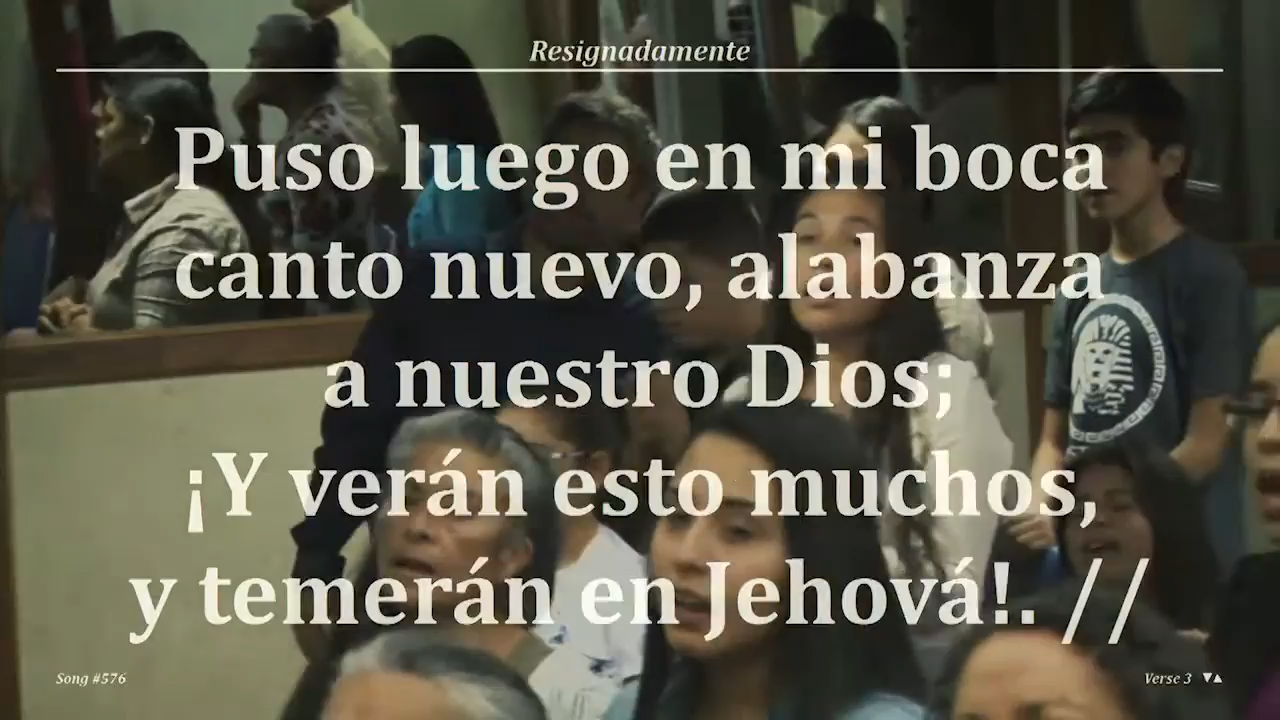 Resignadamente
Puso luego en mi boca
canto nuevo, alabanza
a nuestro Dios;
¡Y verán esto muchos,
y temerán en Jehová!. //
Song #576
Verse 3 ▼▲